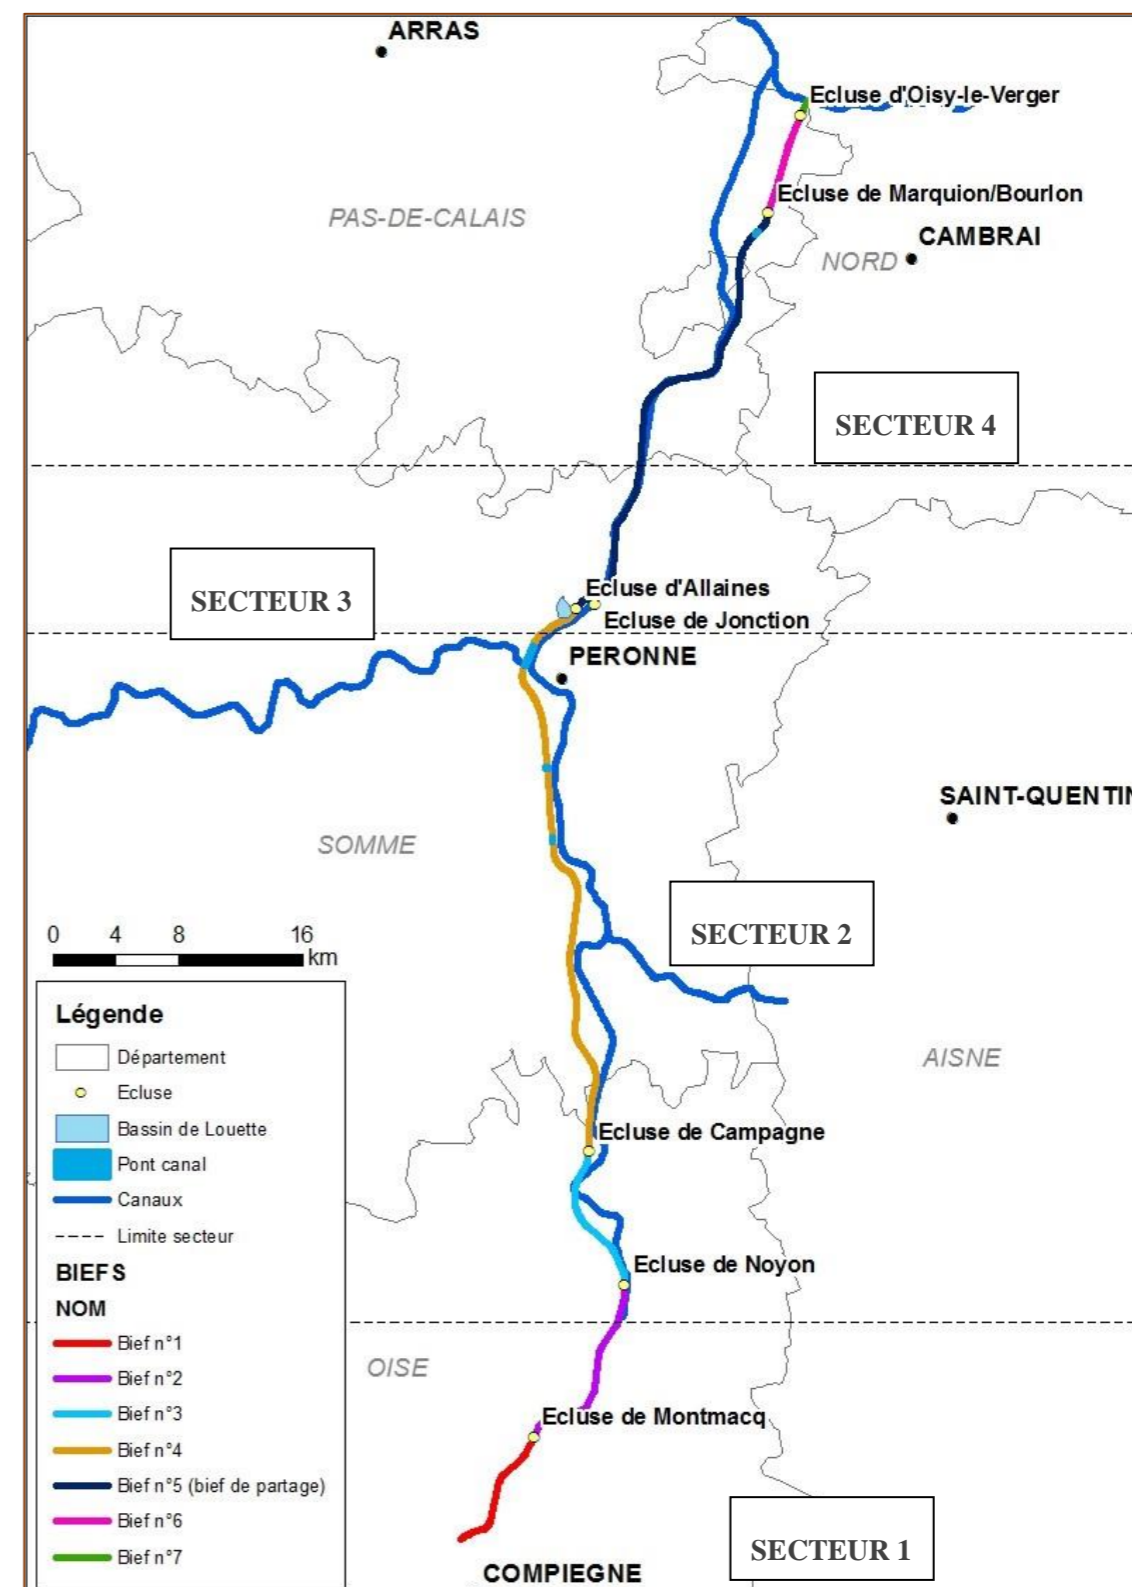 ARRAS
Ecluse d'Oisy-le-Verger
Ecluse de Marquion/Bourlon
PAS-DE-CALAIS
CAMBRAI
NORD
SECTEUR 4
Ecluse d'Allaines
SECTEUR 3
Ecluse de Jonction
PERONNE
SAINT-QUENTIN
SOMME
SECTEUR 2
0 4 8 16
km
Légende
Département
Ecluse
Bassin de Louette
Pont canal
Canaux
Limite secteur
BIEFS
NOM
Bief n°1
Bief n°2
Bief n°3
Bief n°4
Bief n°5 (bief de partage)
Bief n°6
Bief n°7
AISNE
Ecluse de Campagne
Ecluse de Noyon
OISE
Ecluse de Montmacq
SECTEUR 1
COMPIEGNE